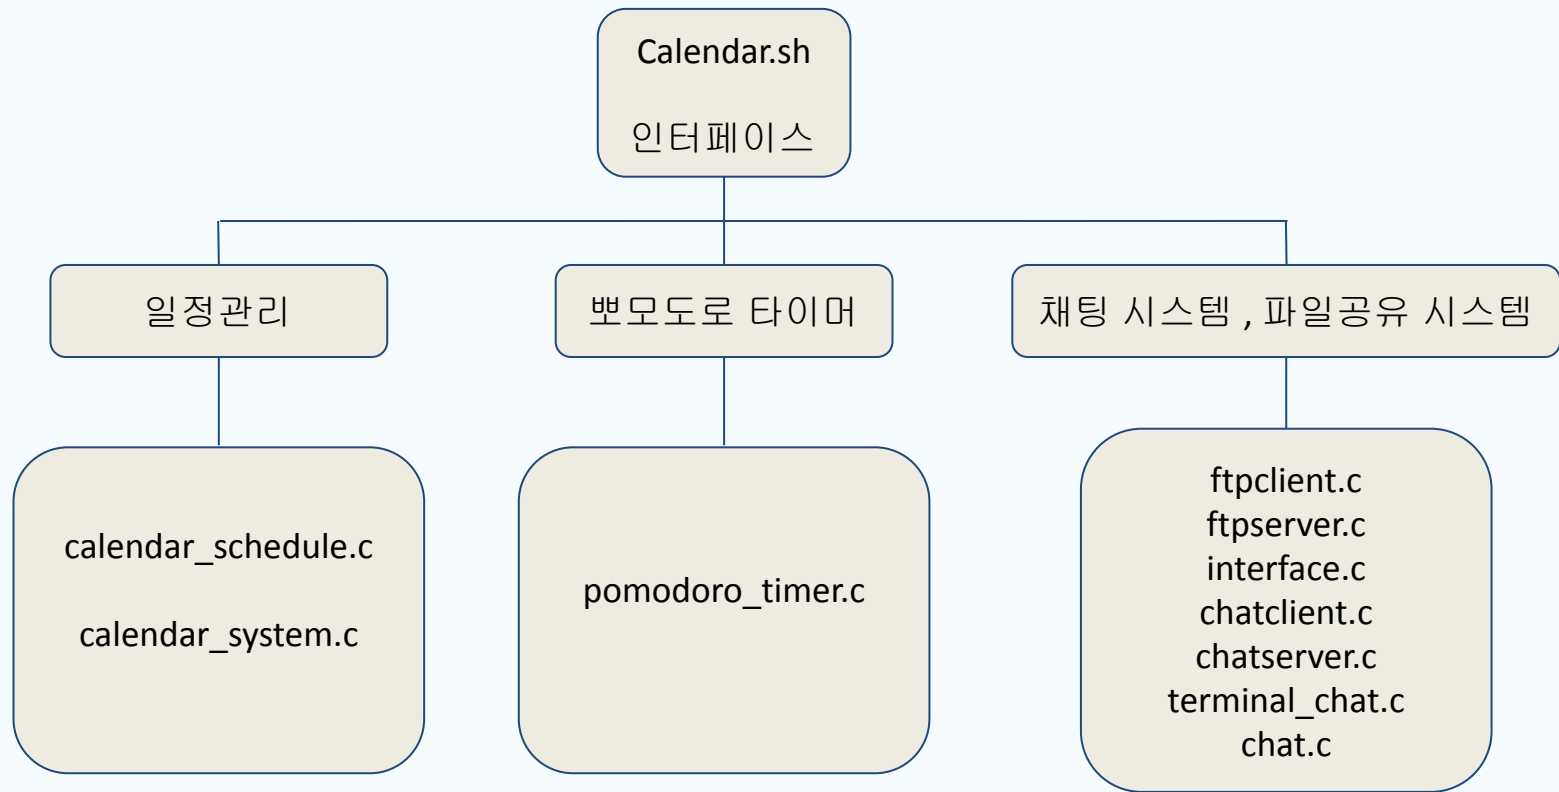 Calendar.sh
인터페이스
일정관리
뽀모도로 타이머
채팅 시스템 , 파일공유 시스템
calendar_schedule.c
calendar_system.c
pomodoro_timer.c
ftpclient.c
ftpserver.c
interface.c
chatclient.c
chatserver.c
terminal_chat.c
chat.c